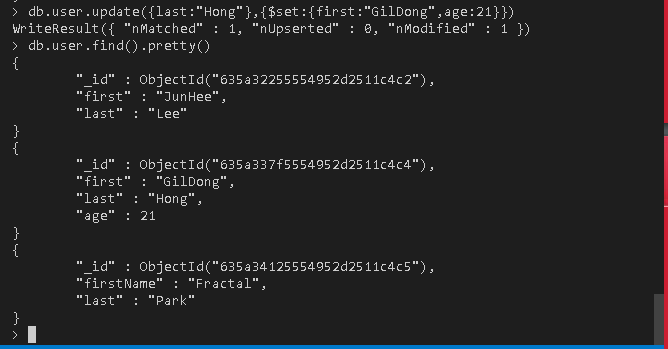 > db.user.update({last:"Hong"},{$set:{first:"GilDong",age:21}})
WriteResult({ "nMatched" : 1, "nUpserted" : 0, "nModified" : 1 })
> db.user.find().pretty()
{
        "_id" : ObjectId("635a32255554952d2511c4c2"),
        "first" : "JunHee",
        "last" : "Lee"
}
{
        "_id" : ObjectId("635a337f5554952d2511c4c4"),
        "first" : "GilDong",
        "last" : "Hong",
        "age" : 21
}
{
        "_id" : ObjectId("635a34125554952d2511c4c5"),
        "firstName" : "Fractal",
        "last" : "Park"
}
>